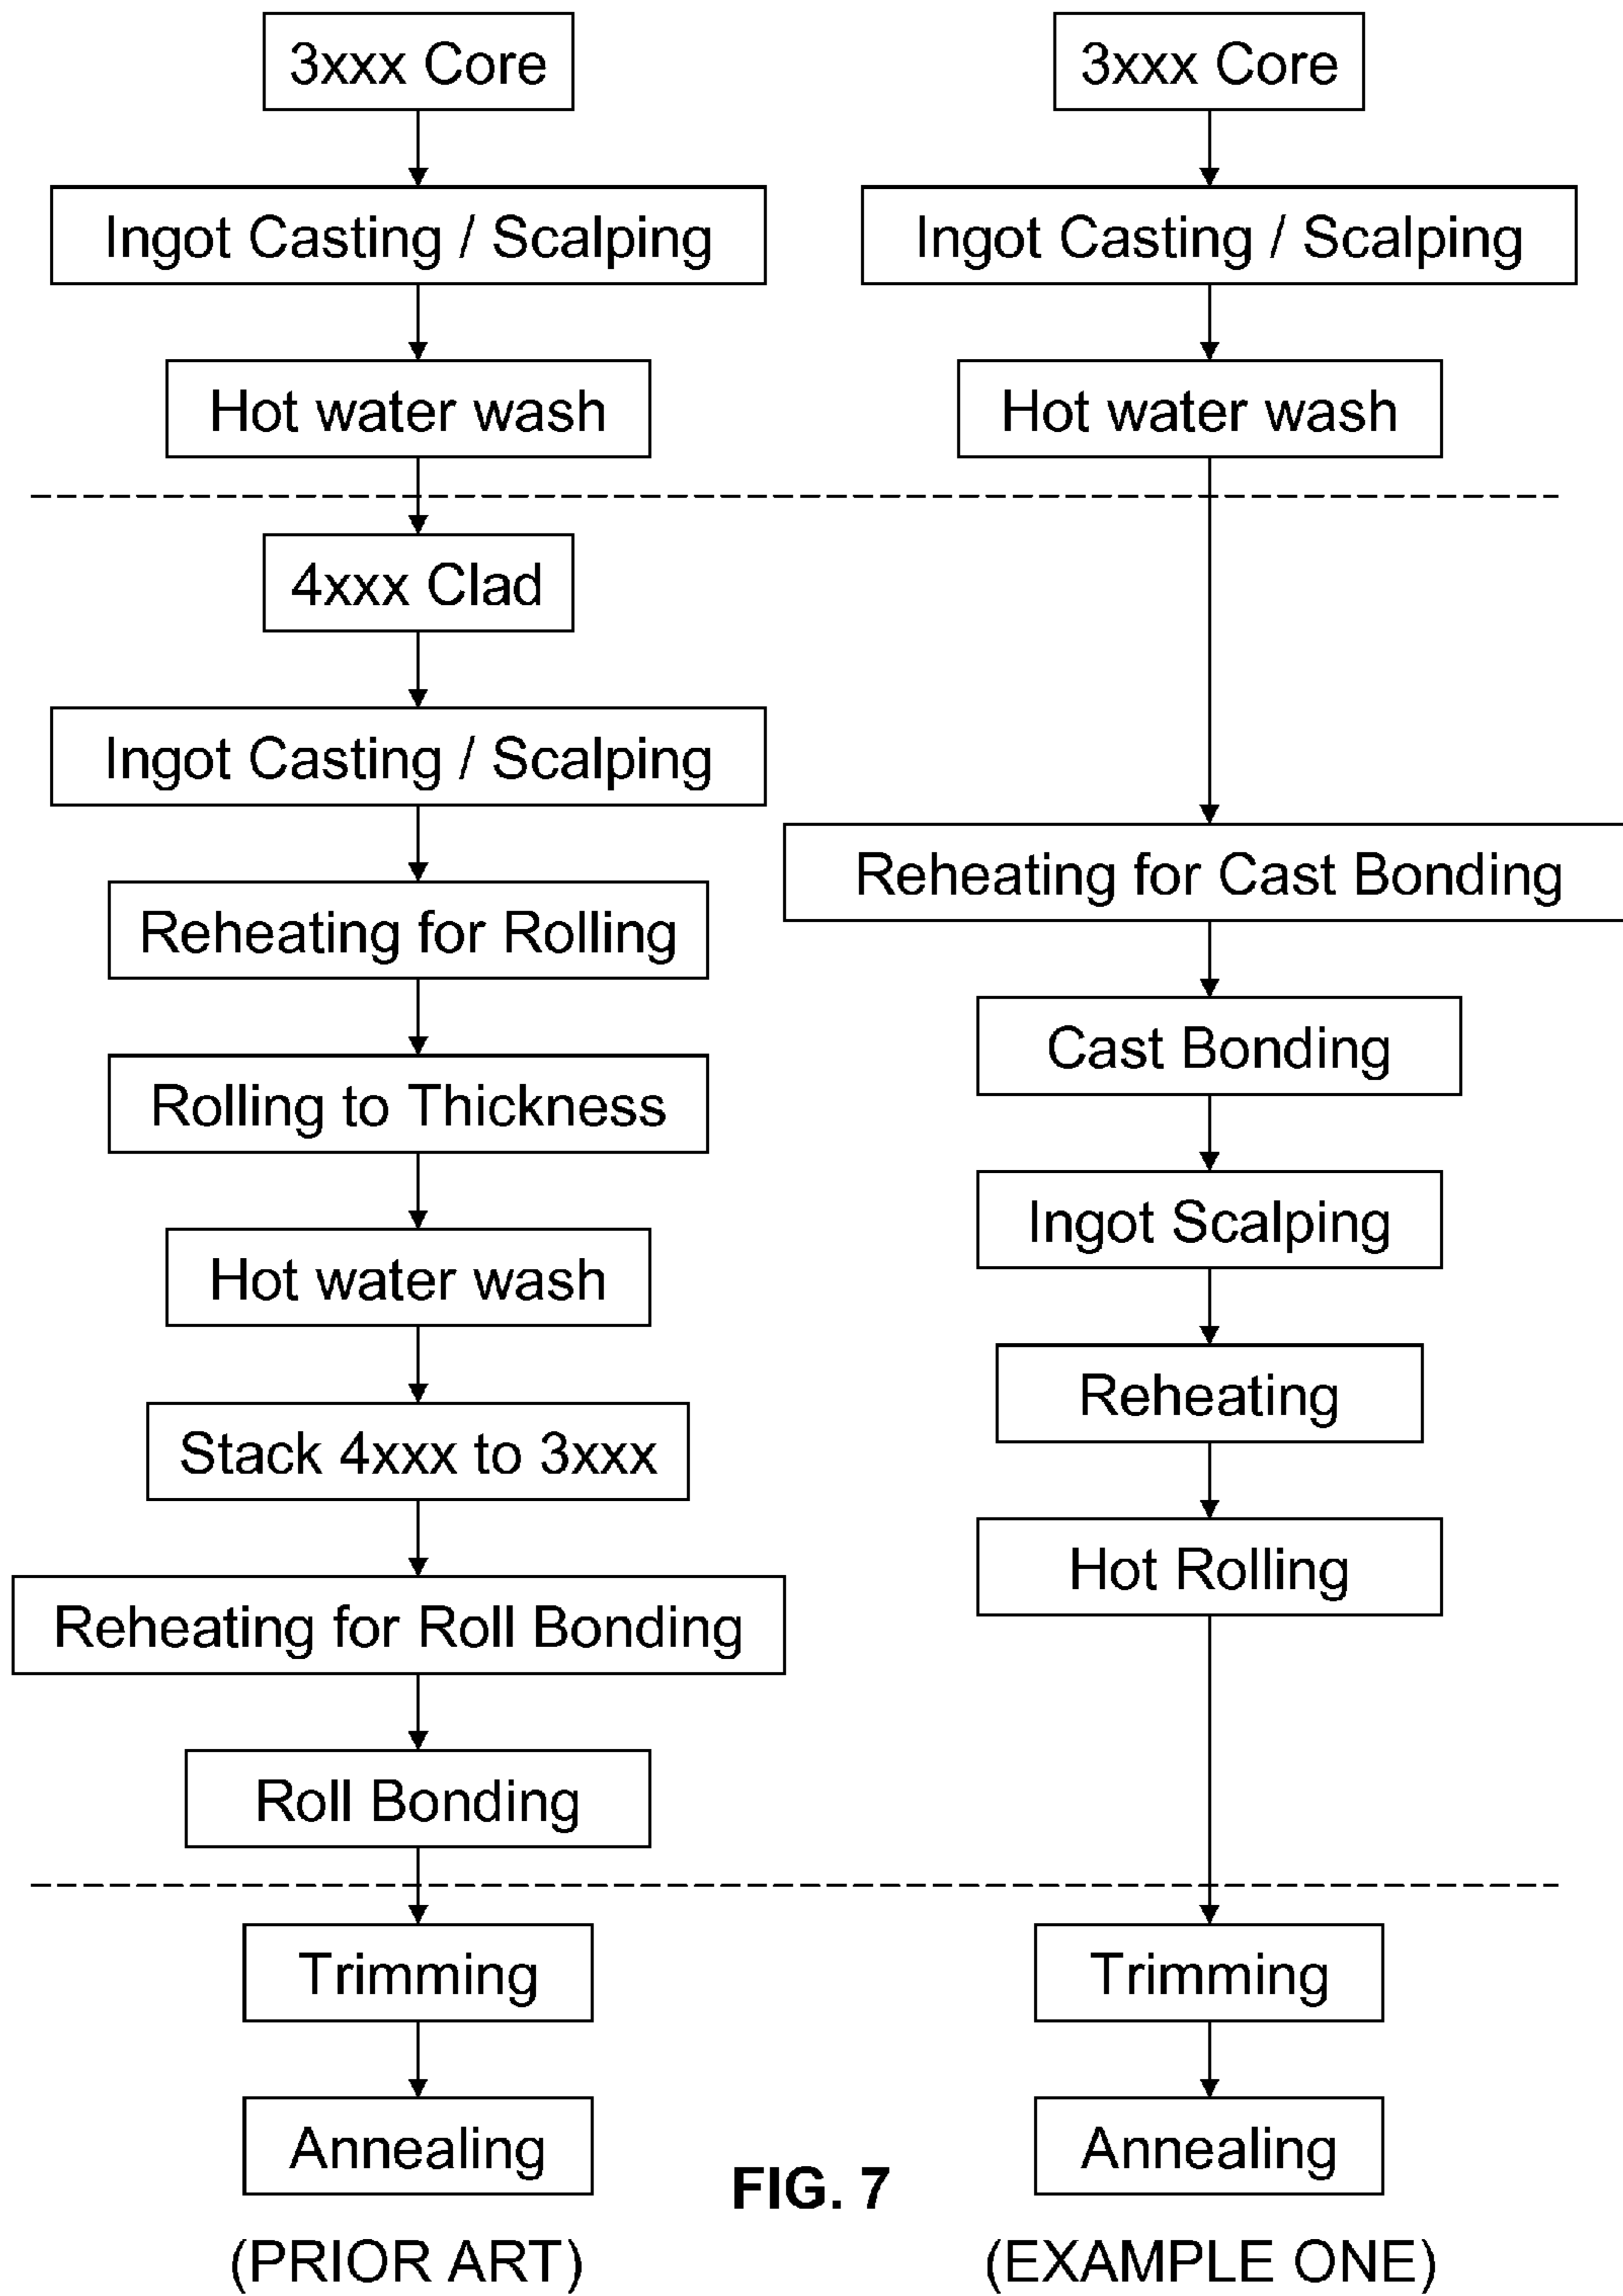 3xxx Core
Ingot Casting / Scalping
Hot water wash
4xxx Clad
Ingot Casting / Scalping
Reheating for Rolling
Rolling to Thickness
Hot water wash
Stack 4xxx to 3xxx
Reheating for Roll Bonding
Roll Bonding
Trimming
Annealing
(PRIOR ART)
3xxx Core
Ingot Casting / Scalping
Hot water wash
Reheating for Cast Bonding
Cast Bonding
Ingot Scalping
Reheating
Hot Rolling
Trimming
Annealing
(EXAMPLE ONE)
FIG. 7